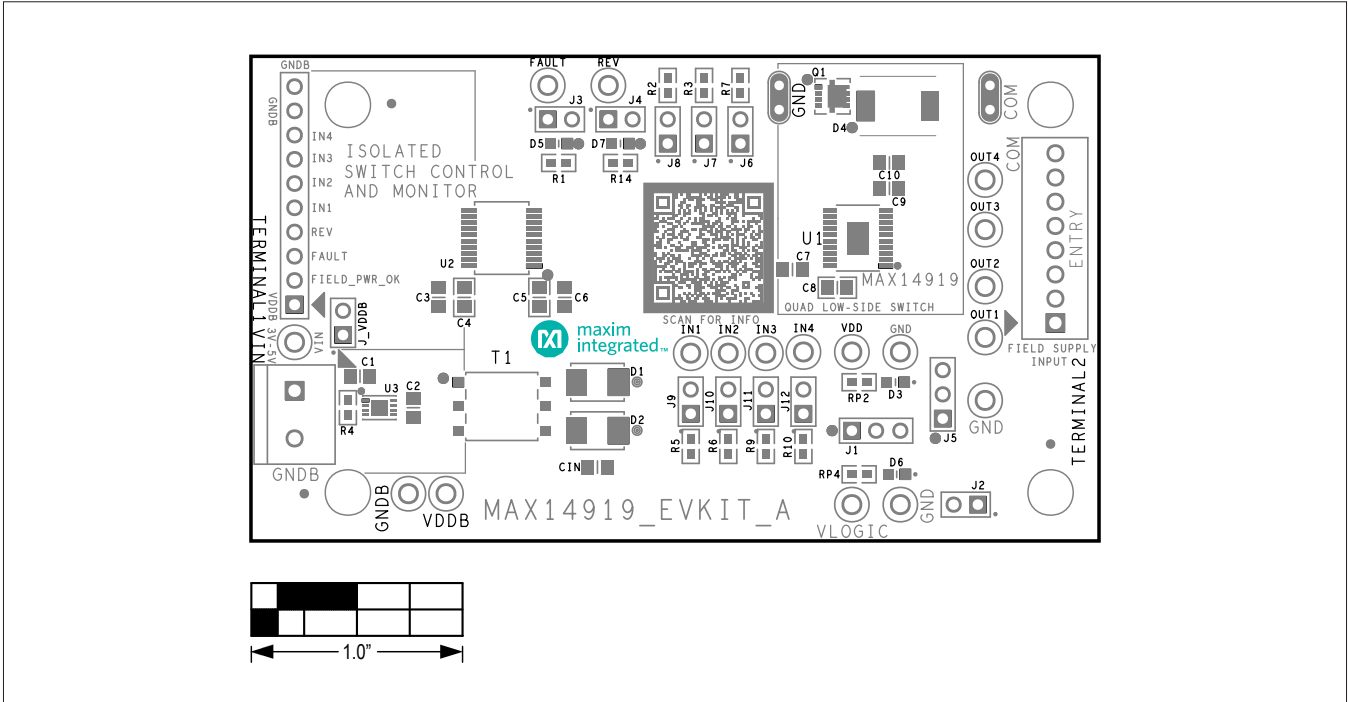 GNDB
GNDB
IN4
IN3
IN2
IN1
REV
FAULT
FIELD_PWR_OK
VDDB 3V-5V
TERMINAL1
VIN
VIN
J_VDDB
ISOLATED
SWITCH CONTROL
AND MONITOR
FAULT
REV
J3
J4
D5
D7
R1
R14
R2
R3
R7
J8
J7
J6
GND
Q1
D4
COM
COM
C10
C9
U1
C7
C8
MAX14919
QUAD LOW-SIDE SWITCH
OUT4
OUT3
OUT2
OUT1
ENTRY
FIELD SUPPLY
INPUT
TERMINAL2
U2
C3
C4
C5
C6
SCAN FOR INFO
maxim
integrated™
C1
U3
C2
R4
T1
D1
D2
CIN
IN1
IN2
IN3
IN4
VDD
GND
J9
J10
J11
J12
R5
R6
R9
R10
RP2
D3
J1
J5
GND
RP4
D6
J2
GND
VLOGIC
GNDB
GNDB
VDDB
MAX14919_EVKIT_A
1.0”